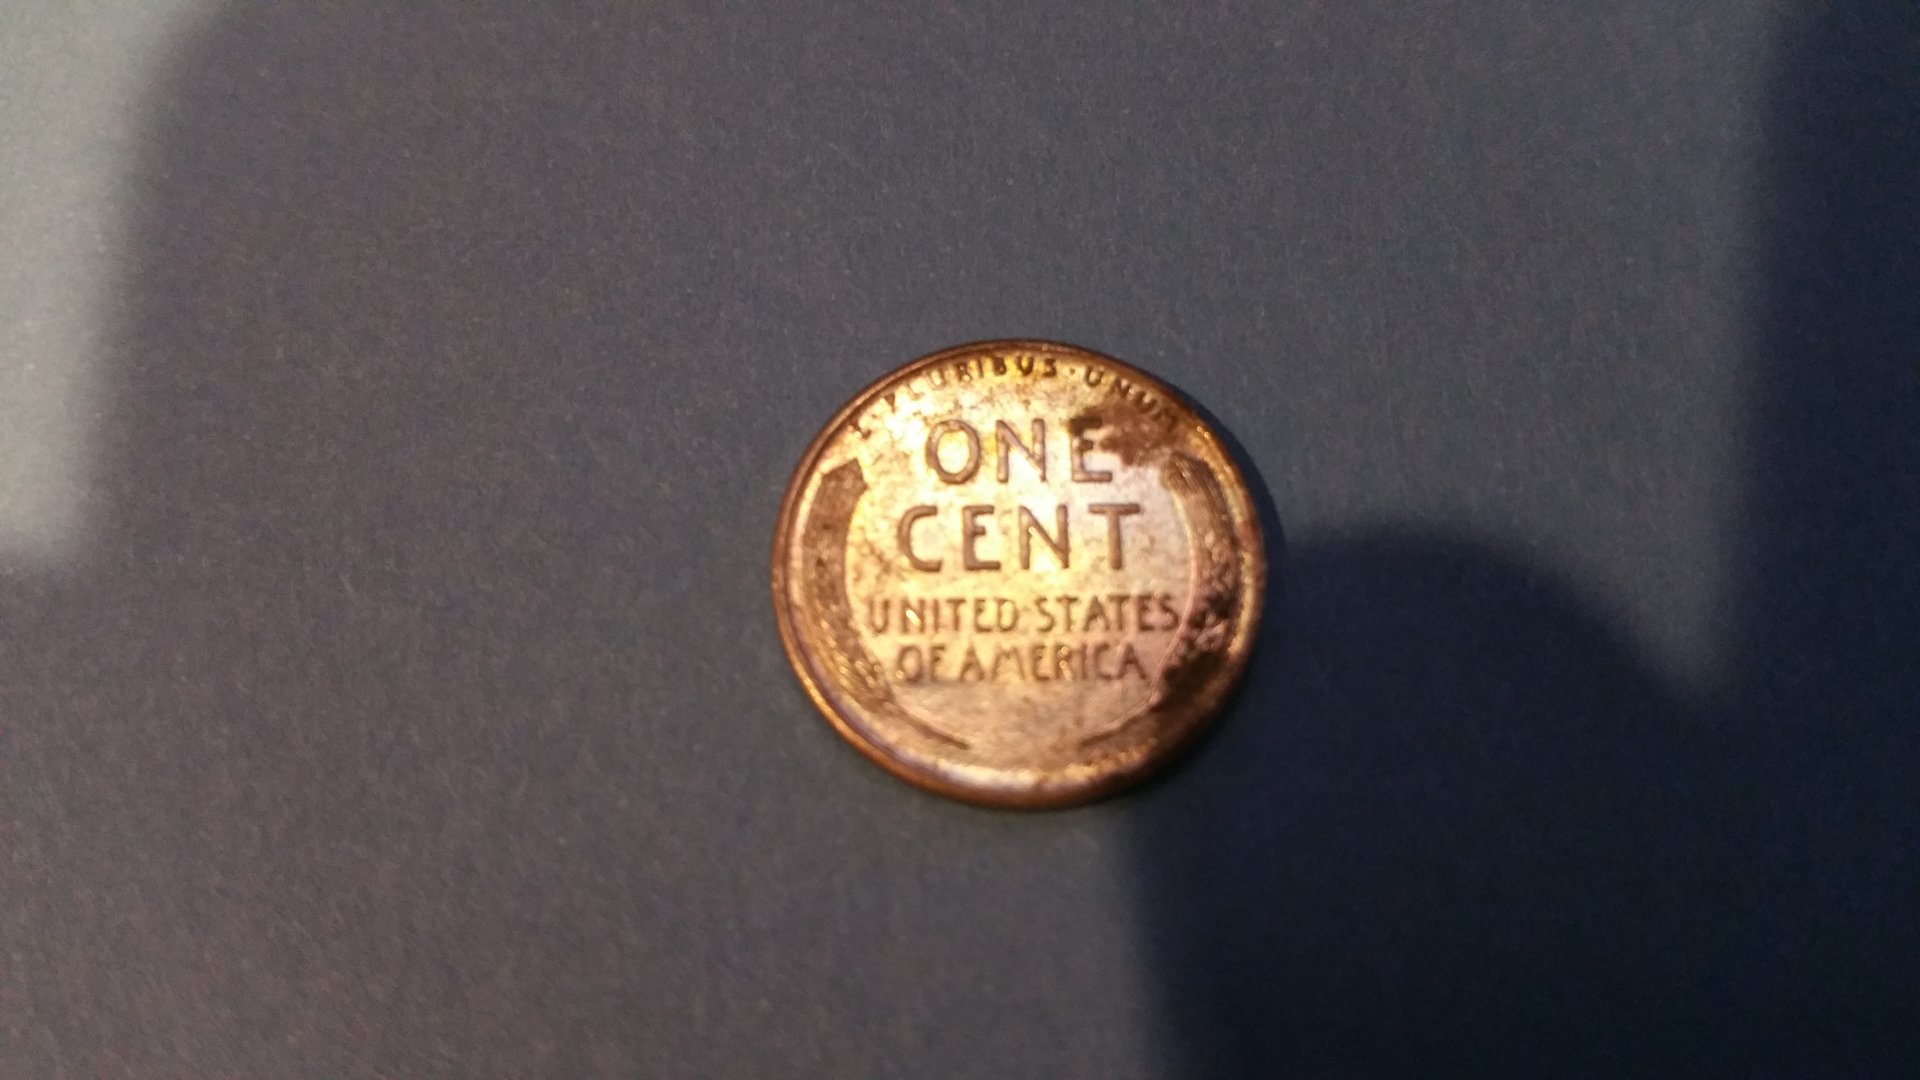 E · PLURIBUS · UNUM
ONE
CENT
UNITED STATES
OF AMERICA